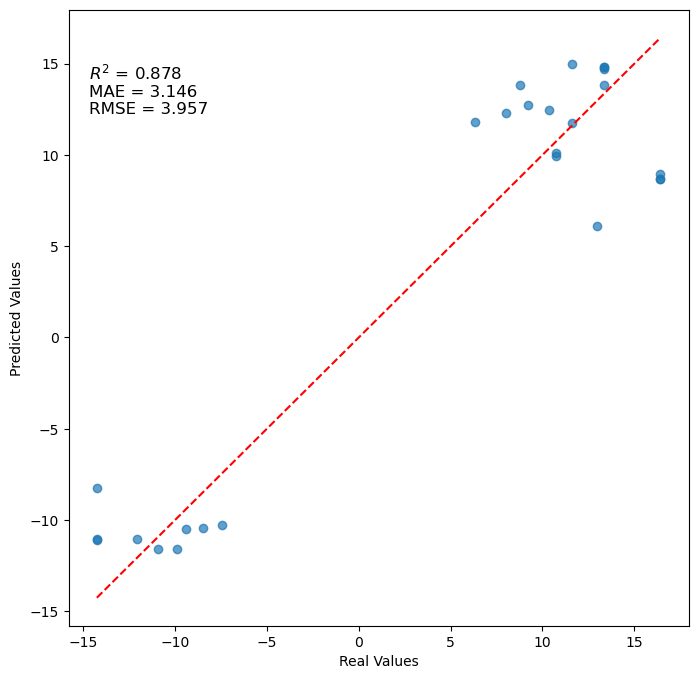 R² = 0.878
MAE = 3.146
RMSE = 3.957
15
10
5
0
−5
−10
−15
Predicted Values
−15 −10 −5 0 5 10 15
Real Values